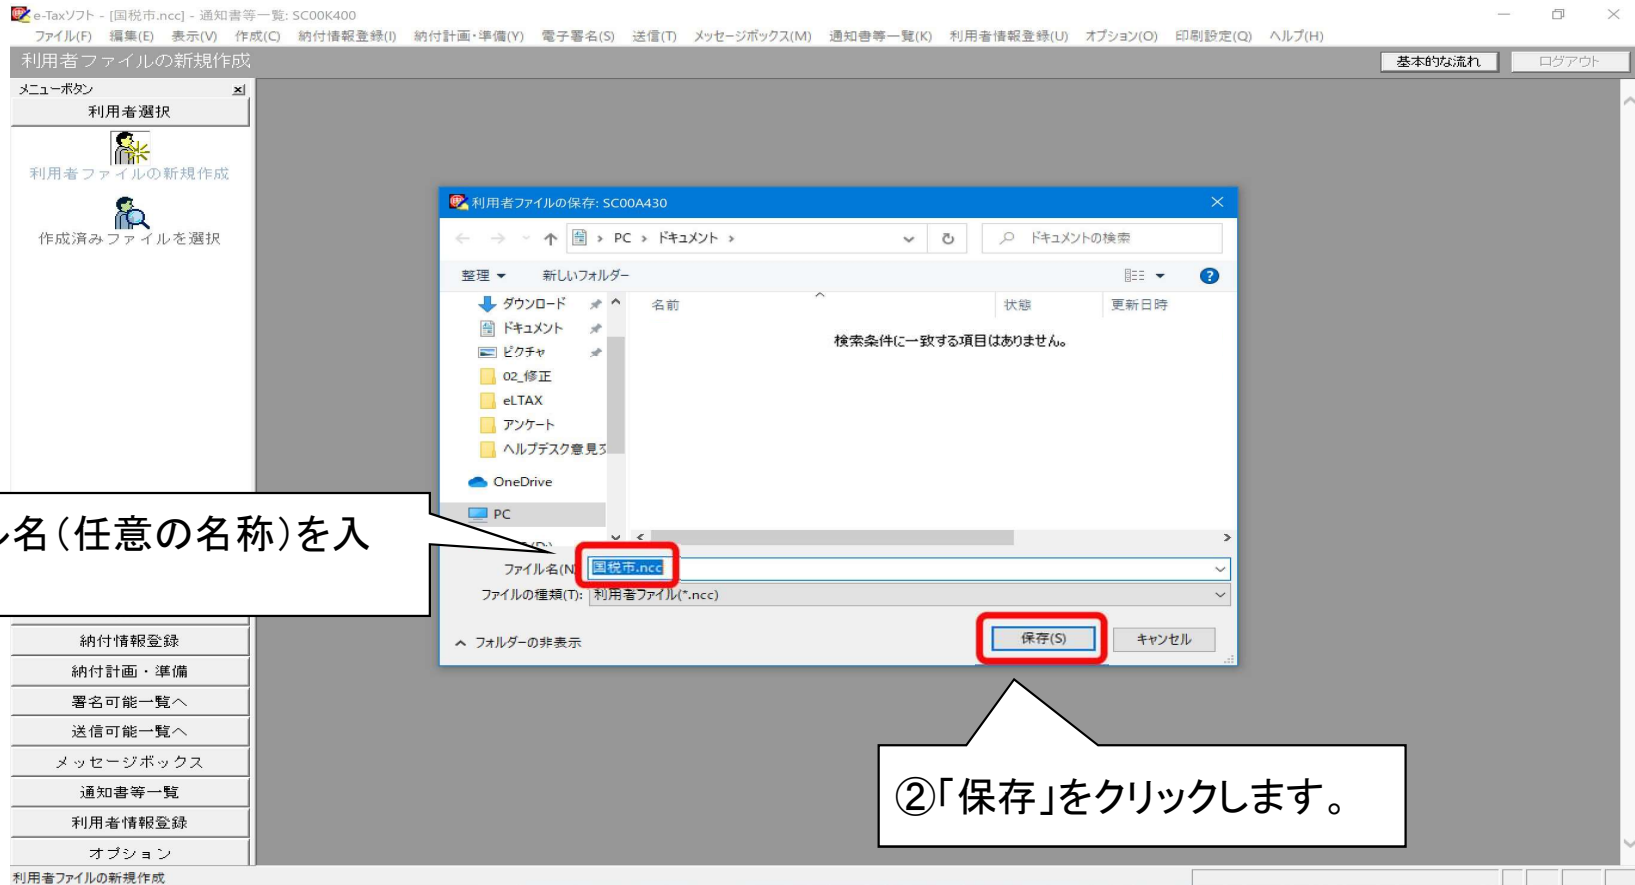 e-Taxソフト - [国税市.ncc] - 通知書等一覧: SC00K400
ファイル(F) 編集(E) 表示(V) 作成(C) 納付情報登録(I) 納付計画・準備(Y) 電子署名(S) 送信(T) メッセージボックス(M) 通知書等一覧(K) 利用者情報登録(U) オプション(O) 印刷設定(Q) ヘルプ(H)
利用者ファイルの新規作成
基本的な流れ
ログアウト
メニューボタン
利用者選択
利用者ファイルの新規作成
作成済みファイルを選択
利用者ファイルの保存: SC00A430
PC › ドキュメント ›
ドキュメントの検索
整理
新しいフォルダー
ダウンロード
ドキュメント
ピクチャ
02_修正
eLTAX
アンケート
ヘルプデスク意見交
OneDrive
PC
名前
状態
更新日時
検索条件に一致する項目はありません。
ル名(任意の名称)を入
ファイル名(N
国税市.ncc
ファイルの種類(T):
利用者ファイル(*.ncc)
フォルダーの非表示
保存(S)
キャンセル
納付情報登録
納付計画・準備
署名可能一覧へ
送信可能一覧へ
メッセージボックス
通知書等一覧
利用者情報登録
オプション
②「保存」をクリックします。
利用者ファイルの新規作成